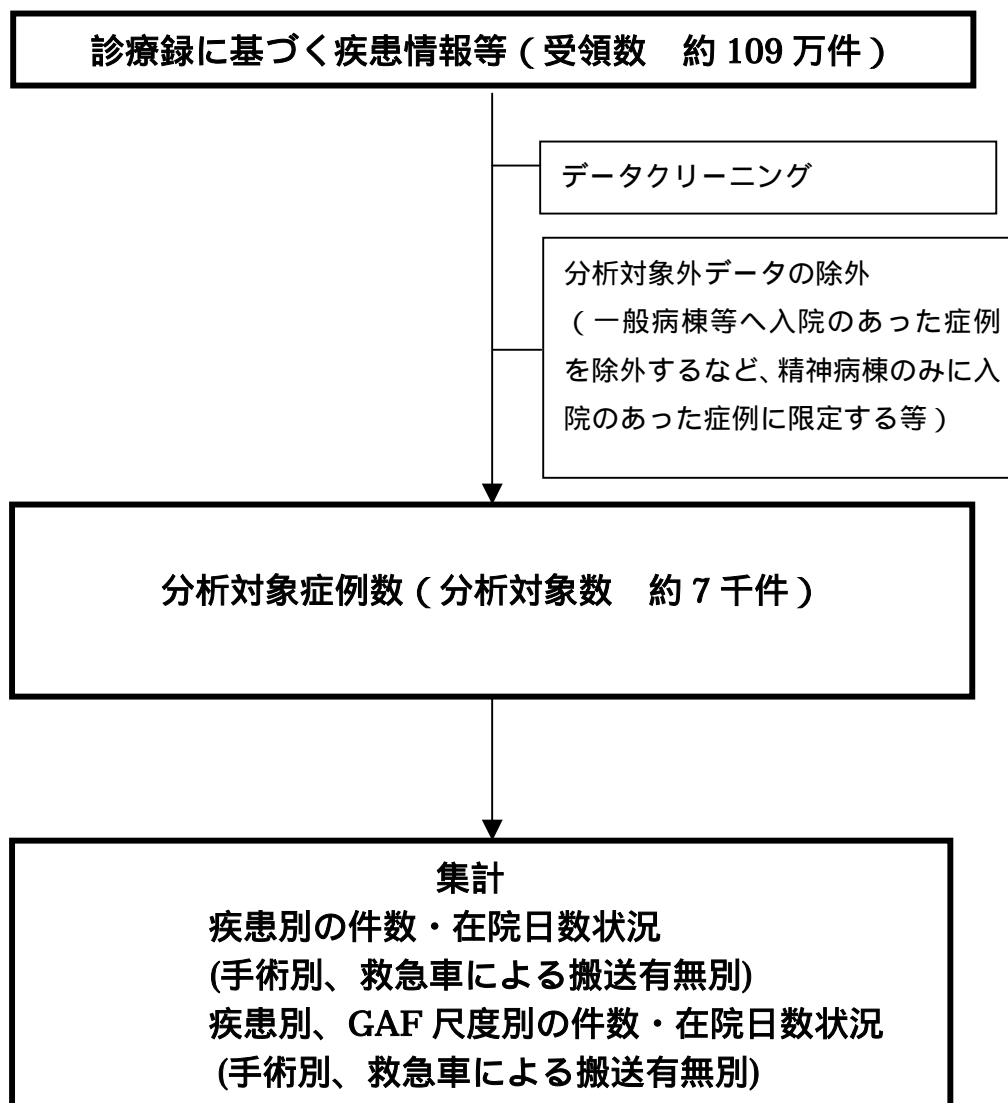 診療録に基づく疾患情報等（受領数　約 109 万件）
データクリーニング
分析対象外データの除外
（一般病棟等へ入院のあった症例
を除外するなど、精神病棟のみに入
院のあった症例に限定する等）
分析対象症例数（分析対象数　約 7 千件）
集計
疾患別の件数・在院日数状況
(手術別、救急車による搬送有無別)
疾患別、GAF 尺度別の件数・在院日数状況
(手術別、救急車による搬送有無別)